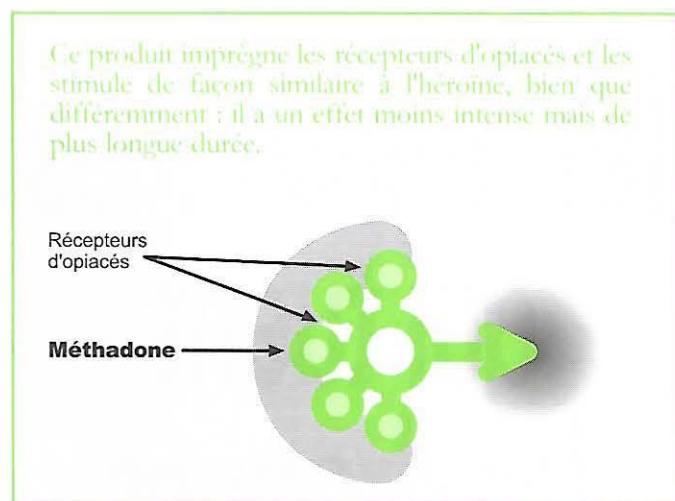 Ce produit imprègne les récepteurs d'opiacés et les
stimule de façon similaire à l'héroïne, bien que
différemment : il a un effet moins intense mais de
plus longue durée.
Récepteurs
d'opiacés
Méthadone